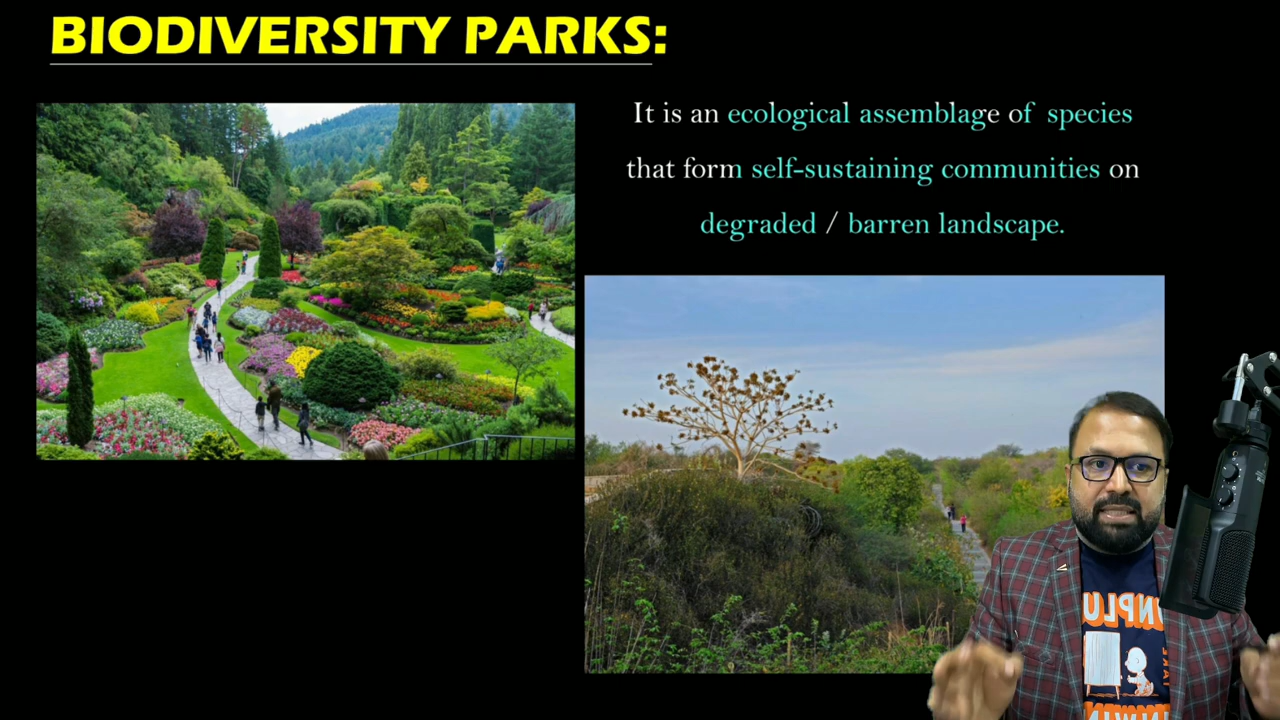 BIODIVERSITY PARKS:
It is an ecological assemblage of species
that form self-sustaining communities on
degraded / barren landscape.